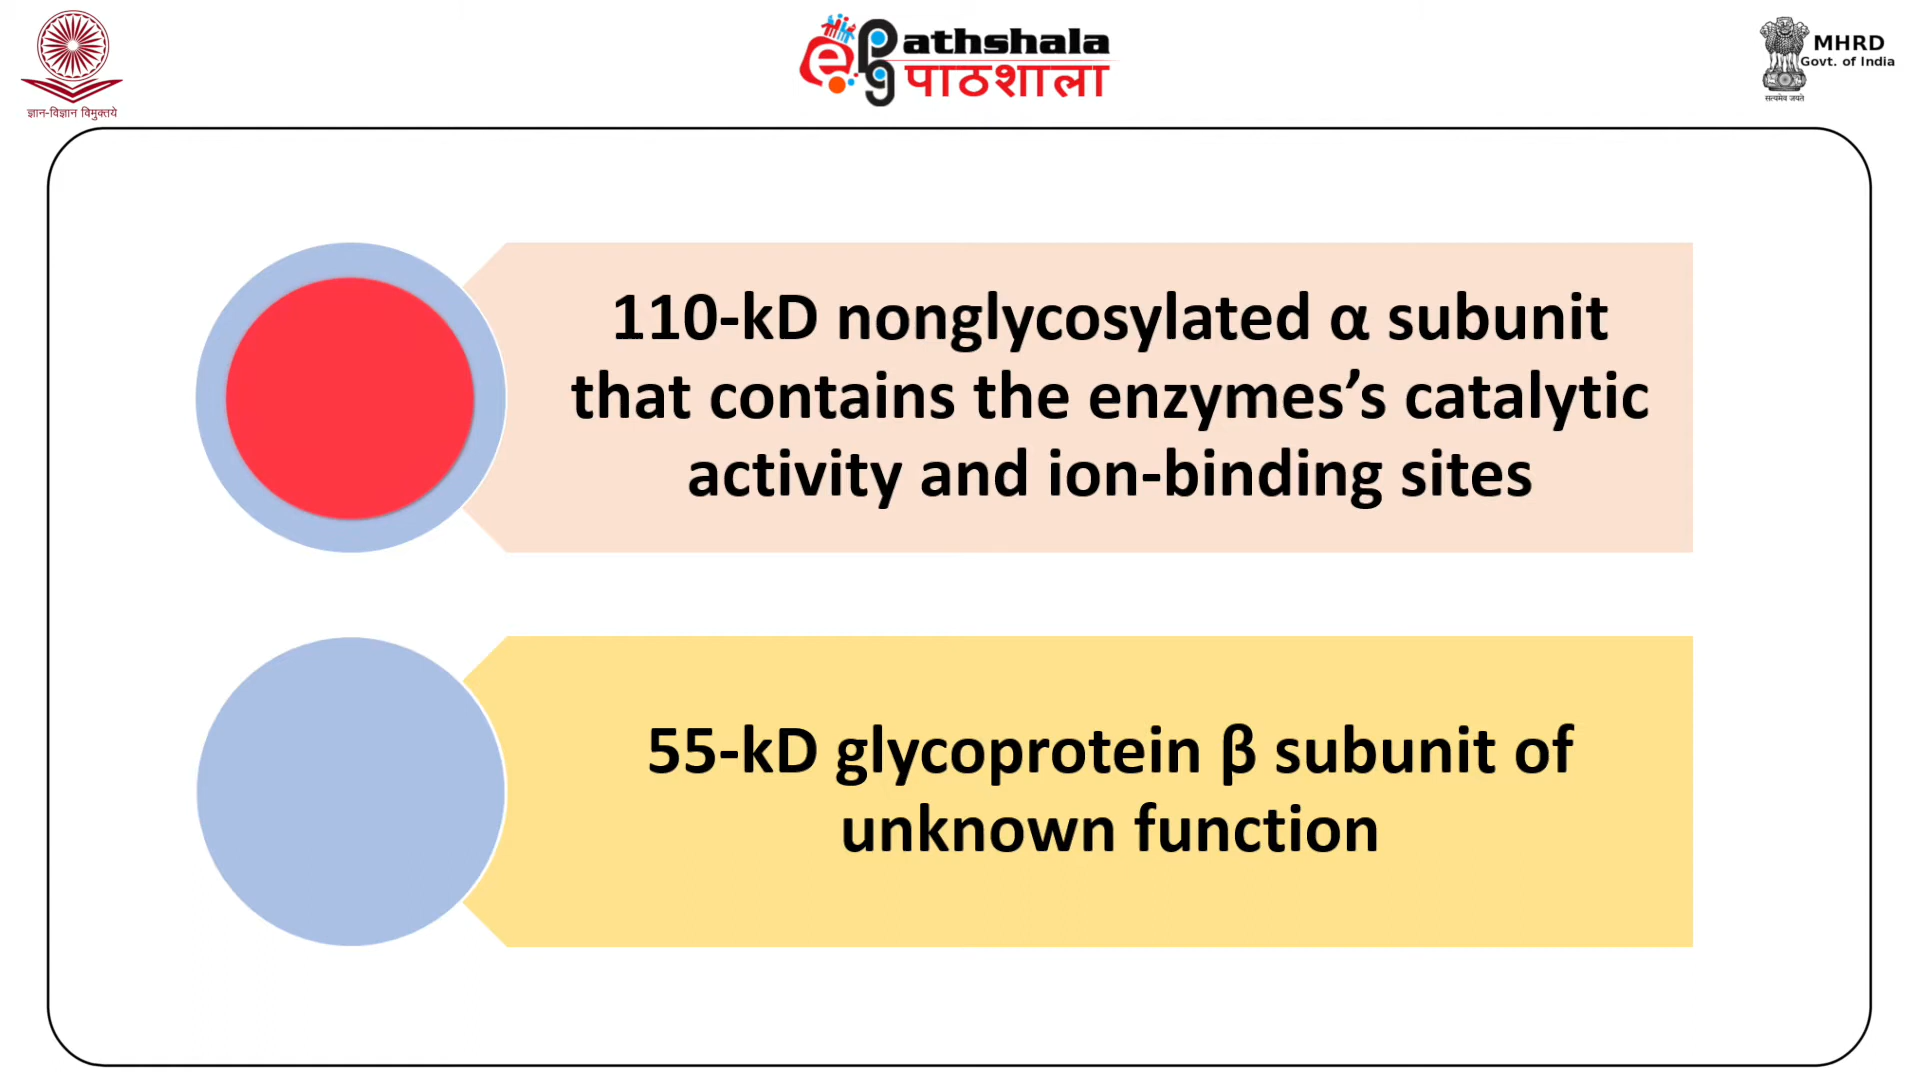 ज्ञान-विज्ञान विमुक्तये
e PG athshala
पाठशाला
MHRD
Govt. of India
सत्यमेव जयते
110-kD nonglycosylated α subunit
that contains the enzymes’s catalytic
activity and ion-binding sites
55-kD glycoprotein β subunit of
unknown function